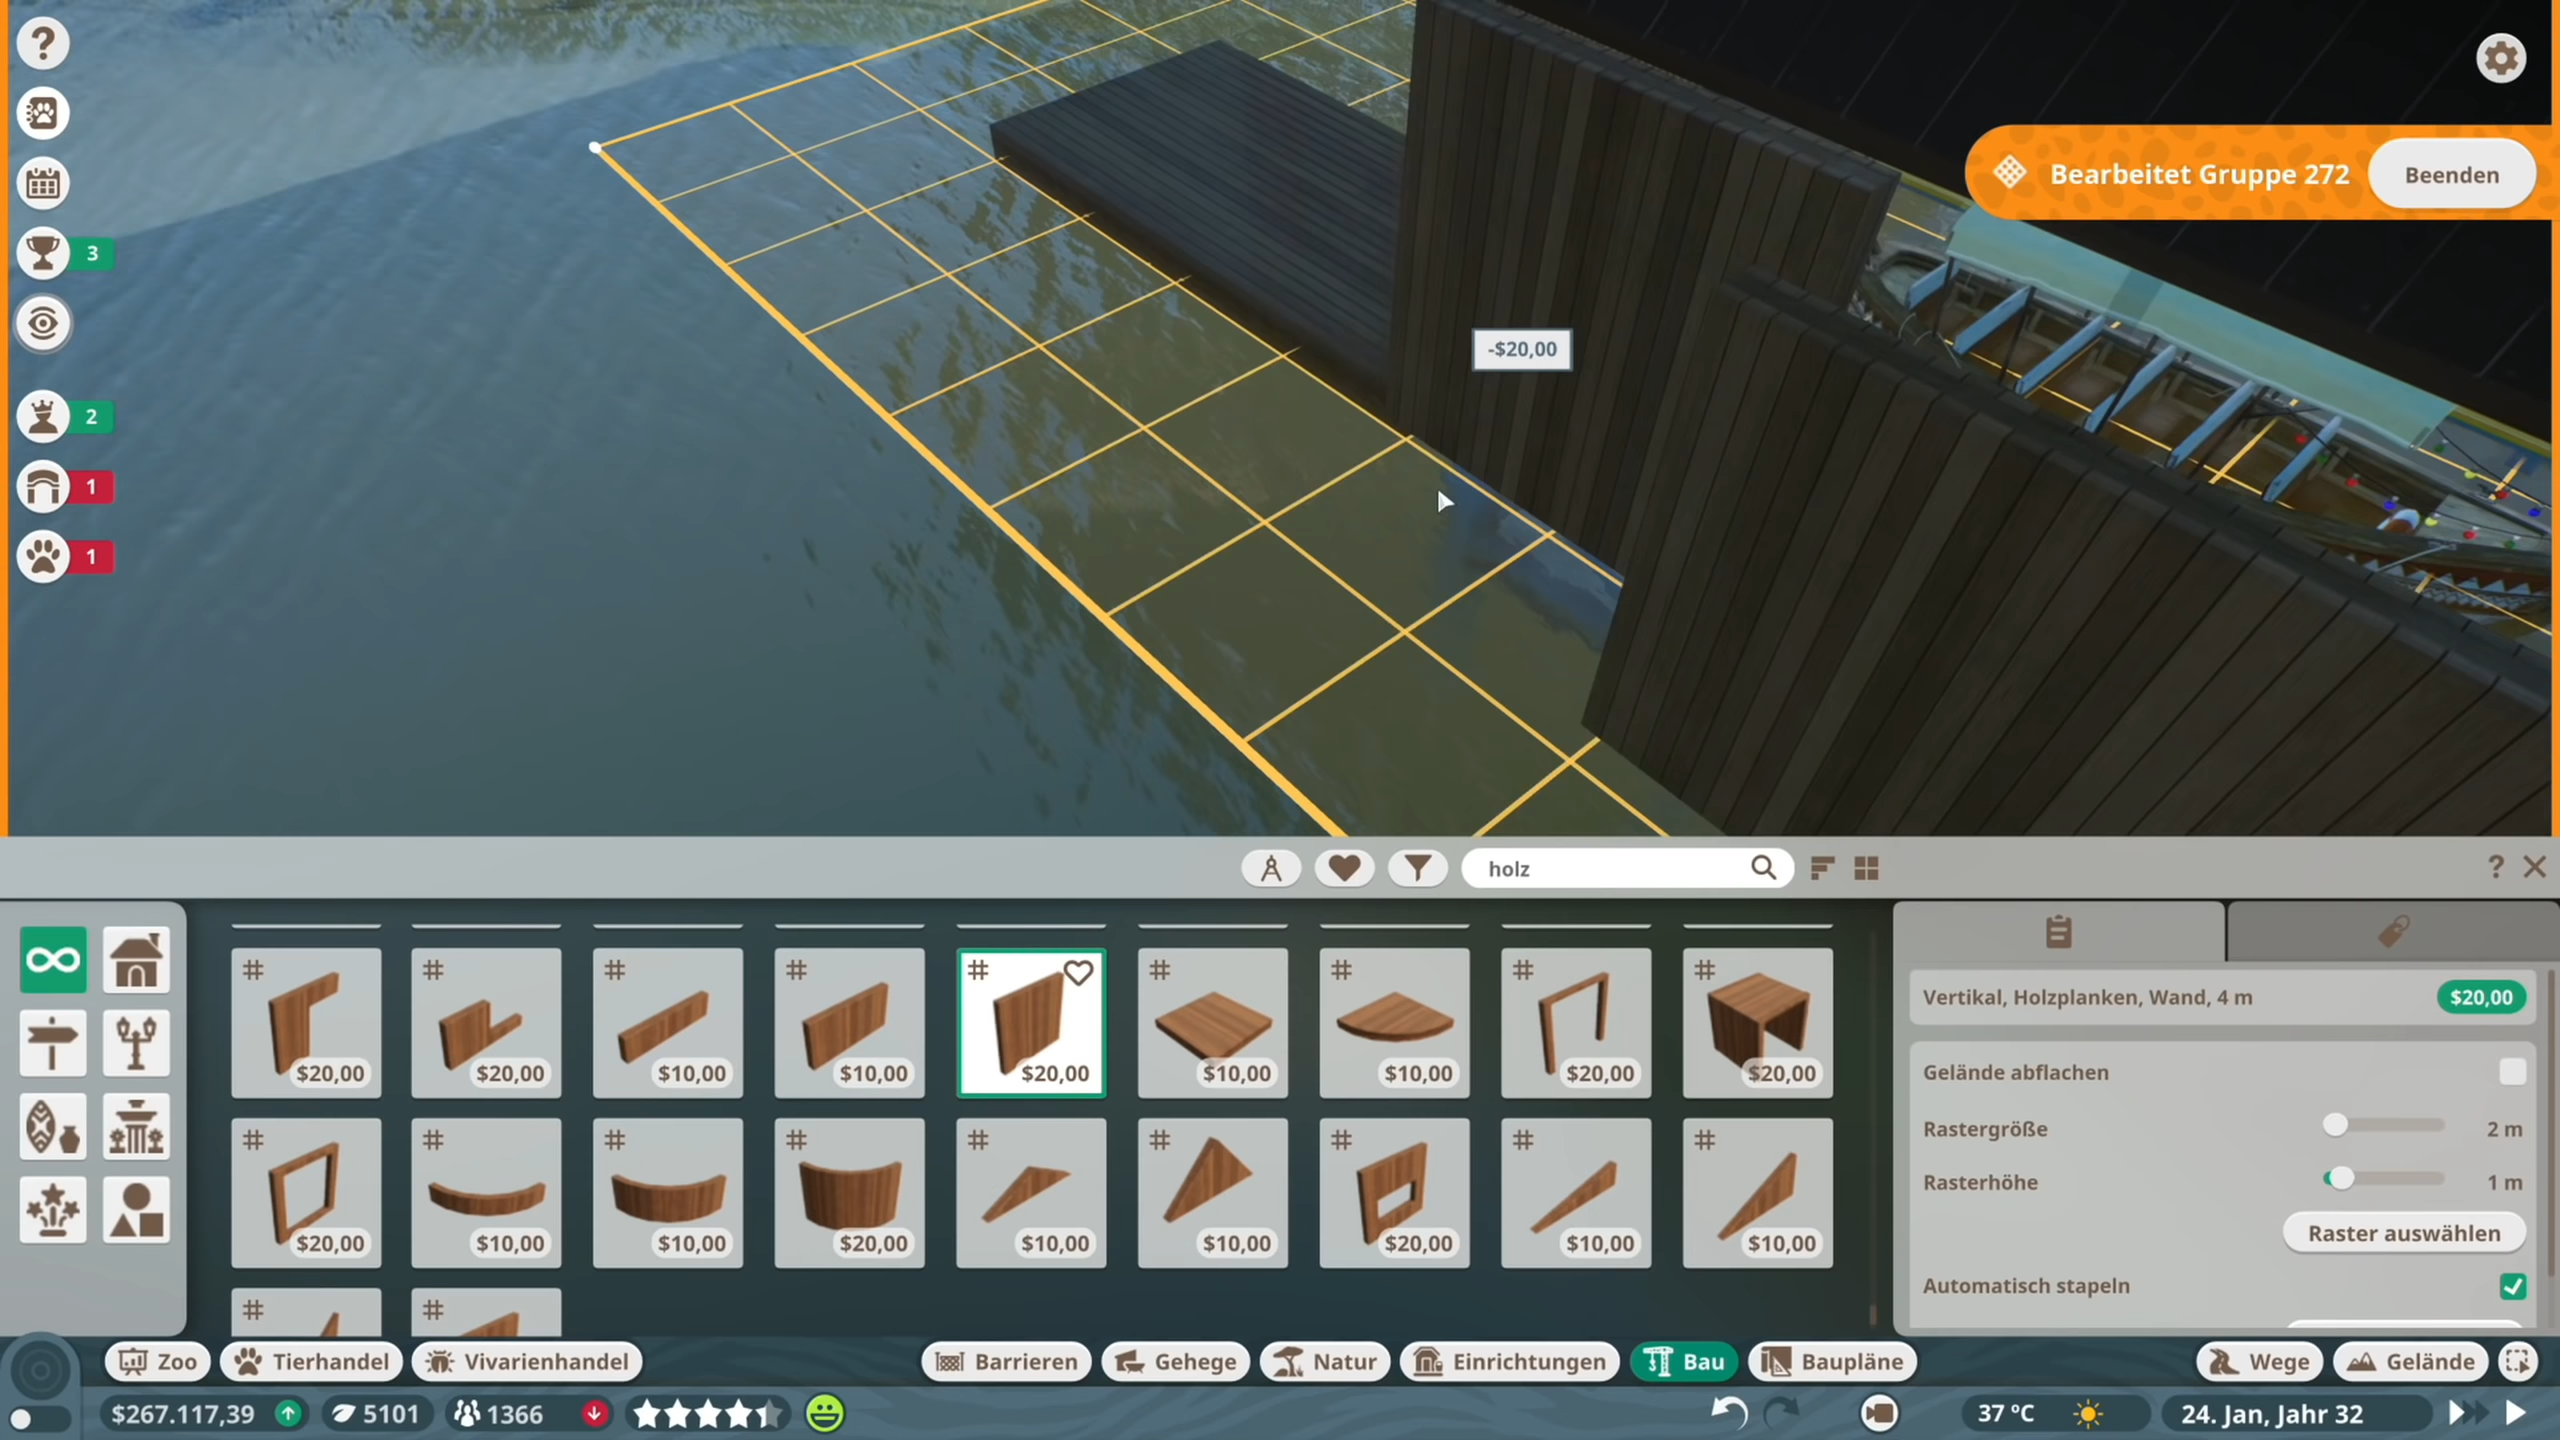 3
2
1
1
Bearbeitet Gruppe 272
Beenden
-$20,00
holz
?
$20,00
$20,00
$10,00
$10,00
$20,00
$10,00
$10,00
$20,00
$20,00
$20,00
$10,00
$10,00
$20,00
$10,00
$10,00
$20,00
$10,00
$10,00
Vertikal, Holzplanken, Wand, 4 m
$20,00
Gelände abflachen
Rastergröße
2 m
Rasterhöhe
1 m
Raster auswählen
Automatisch stapeln
Zoo
Tierhandel
Vivarienhandel
Barrieren
Gehege
Natur
Einrichtungen
Bau
Baupläne
Wege
Gelände
$267.117,39
5101
1366
37 °C
24. Jan, Jahr 32